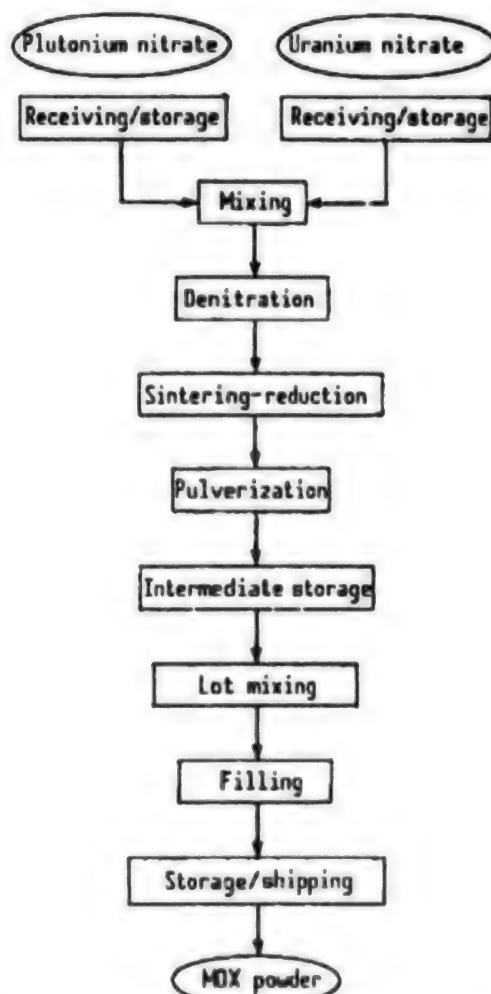 Plutonium nitrate
Uranium nitrate
Receiving/storage
Receiving/storage
Mixing
Denitration
Sintering-reduction
Pulverization
Intermediate storage
Lot mixing
Filling
Storage/shipping
MOX powder